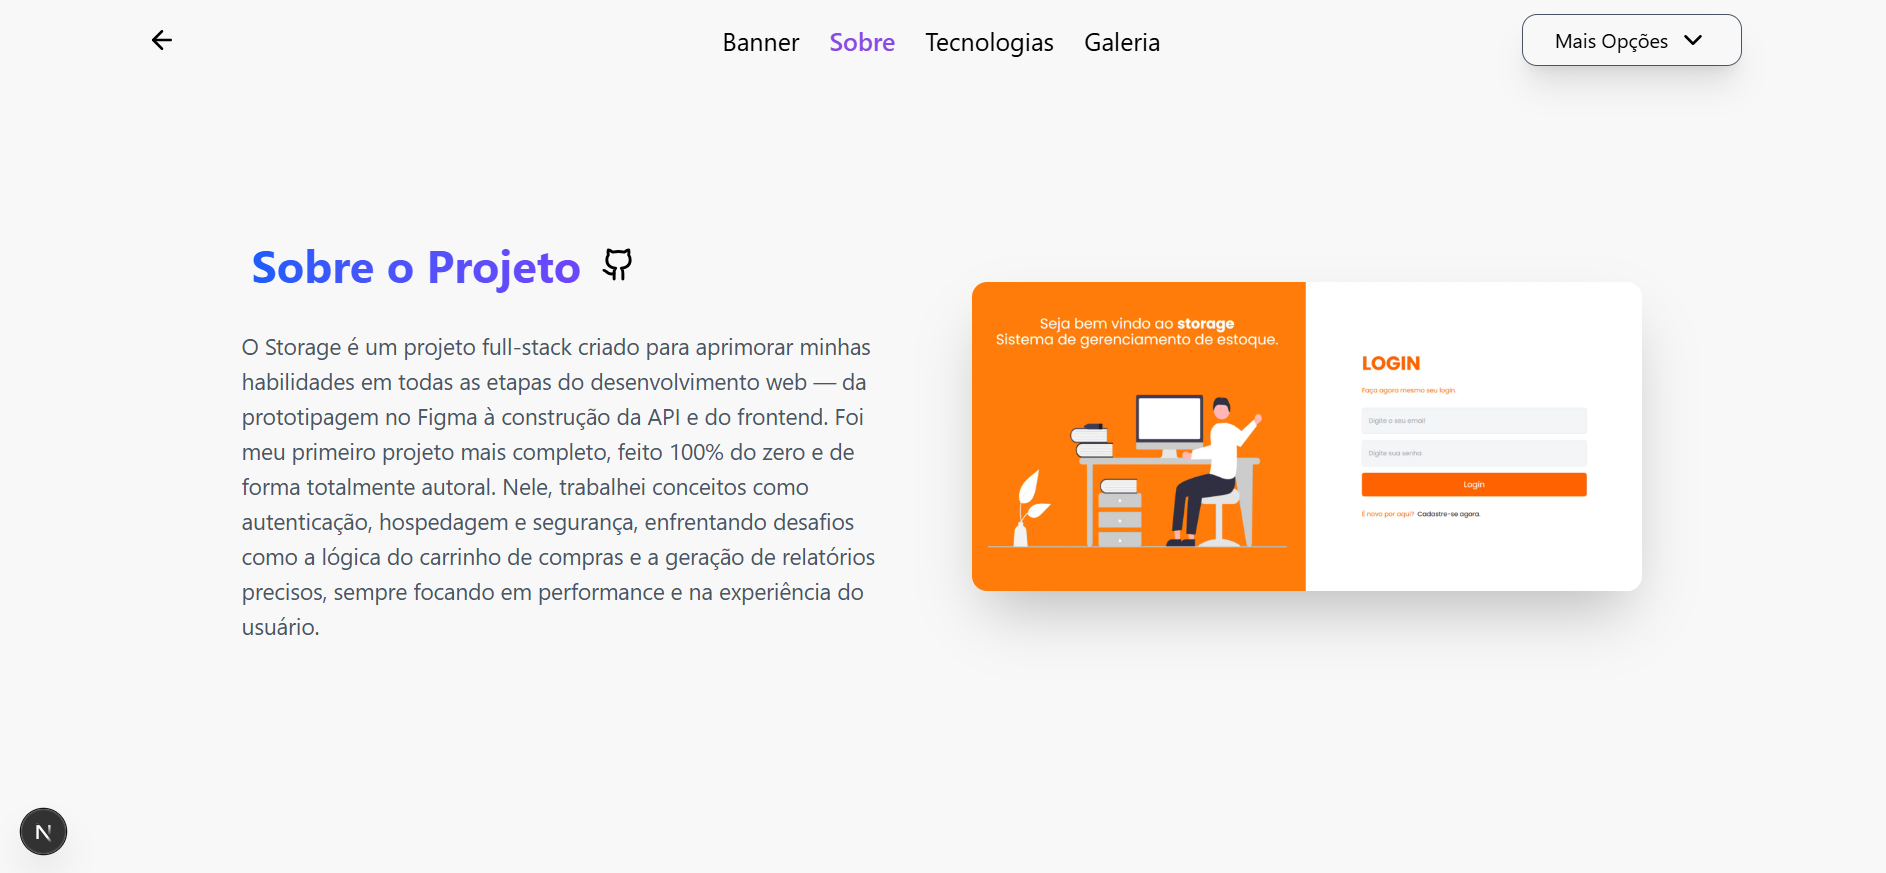 Banner Sobre Tecnologias Galeria
Mais Opções
Sobre o Projeto
O Storage é um projeto full-stack criado para aprimorar minhas
habilidades em todas as etapas do desenvolvimento web — da
prototipagem no Figma à construção da API e do frontend. Foi
meu primeiro projeto mais completo, feito 100% do zero e de
forma totalmente autoral. Nele, trabalhei conceitos como
autenticação, hospedagem e segurança, enfrentando desafios
como a lógica do carrinho de compras e a geração de relatórios
precisos, sempre focando em performance e na experiência do
usuário.
Seja bem vindo ao storage
Sistema de gerenciamento de estoque.
LOGIN
Faça agora mesmo seu login.
Digite o seu email
Digite sua senha
Login
É novo por aqui? Cadastre-se agora.
N